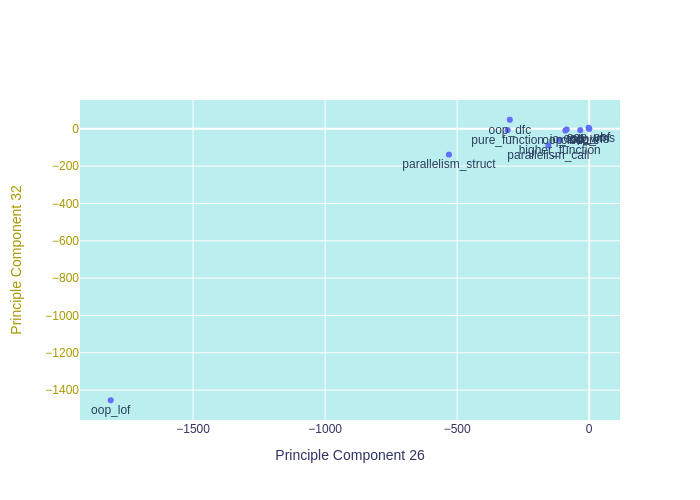 0
−200
−400
−600
−800
−1000
−1200
−1400
Principle Component 32
oop_dfc
pure_function
higher_function
parallelism_call
parallelism_struct
oop_lof
−1500
−1000
−500
0
Principle Component 26